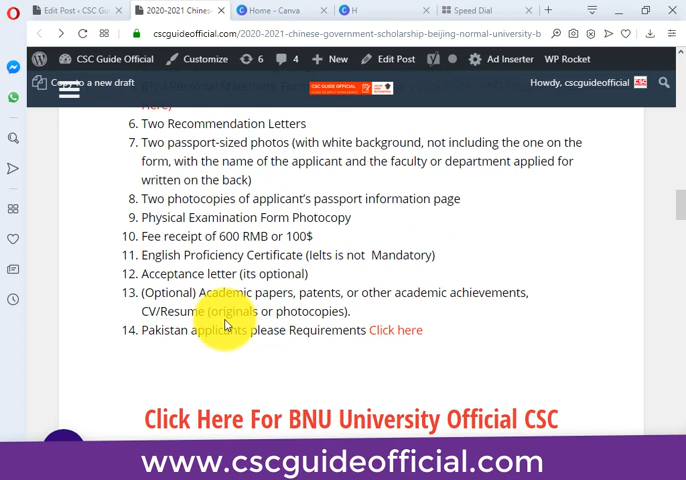 Edit Post ‹ CSC Guide
2020-2021 Chines
Home - Canva
H
Speed Dial
cscguideofficial.com/2020-2021-chinese-government-scholarship-beijing-normal-university-b
CSC Guide Official
Customize
6
4
New
Edit Post
Ad Inserter
WP Rocket
Copy to a new draft
CSC GUIDE OFFICIAL
Howdy, cscguideofficial
Here)
6. Two Recommendation Letters
7. Two passport-sized photos (with white background, not including the one on the
form, with the name of the applicant and the faculty or department applied for
written on the back)
8. Two photocopies of applicant's passport information page
9. Physical Examination Form Photocopy
10. Fee receipt of 600 RMB or 100$
11. English Proficiency Certificate (Ielts is not Mandatory)
12. Acceptance letter (its optional)
13. (Optional) Academic papers, patents, or other academic achievements,
CV/Resume (originals or photocopies).
14. Pakistan applicants please Requirements Click here
Click Here For BNU University Official CSC
www.cscguideofficial.com